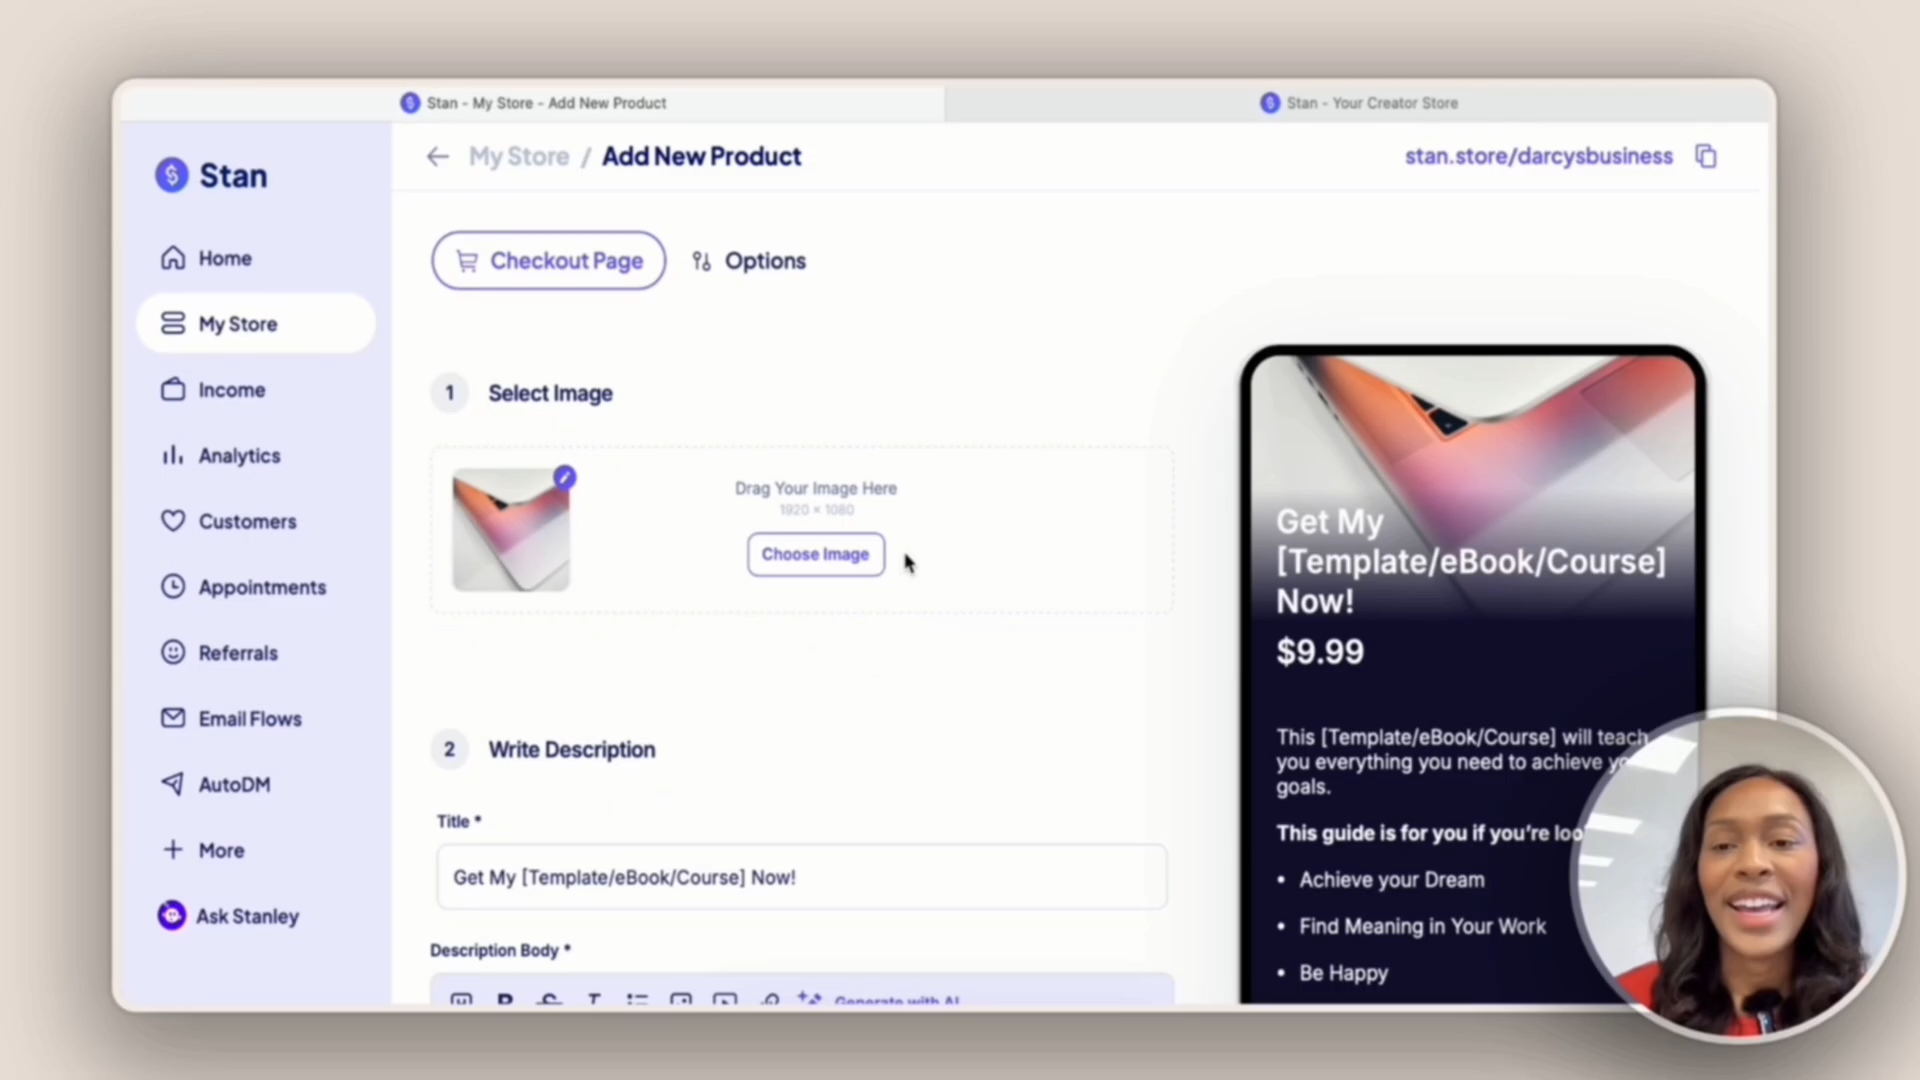 Stan - My Store - Add New Product
Stan - Your Creator Store
Stan
My Store / Add New Product
stan.store/darcysbusiness
Home
My Store
Income
Analytics
Customers
Appointments
Referrals
Email Flows
AutoDM
More
Ask Stanley
Checkout Page
Options
1 Select Image
Drag Your Image Here
1920 × 1080
Choose Image
2 Write Description
Title *
Get My [Template/eBook/Course] Now!
Description Body *
Generate with AI
Get My
[Template/eBook/Course]
Now!
$9.99
This [Template/eBook/Course] will teach
you everything you need to achieve
goals.
This guide is for you if you're
• Achieve your Dream
• Find Meaning in Your Work
• Be Happy